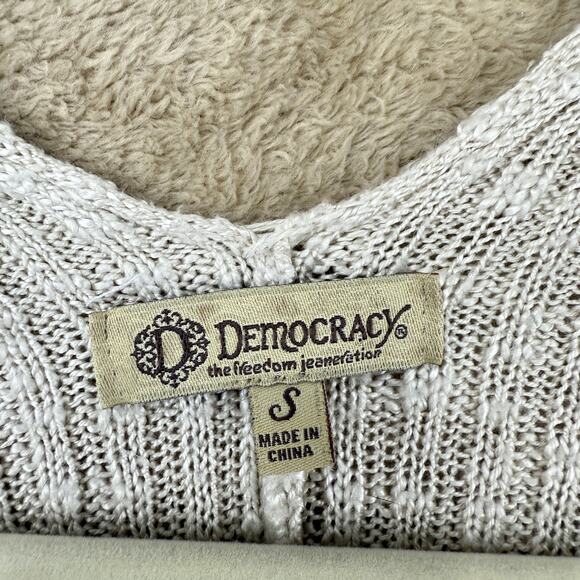 D DEMOCRACY®
the freedom jeaneration
S
MADE IN
CHINA